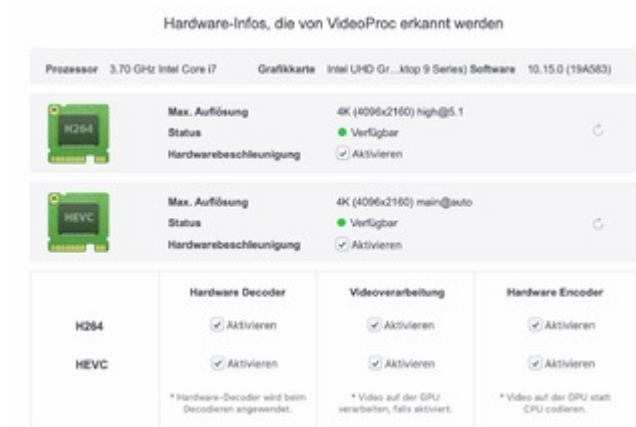 Hardware-Infos, die von VideoProc erkannt werden
Prozessor 3.70 GHz Intel Core i7 Grafikkarte Intel UHD Gr...ktop 9 Series) Software 10.15.0 (19A583)
H264
Max. Auflösung 4K (4096x2160) high@5.1
Status Verfügbar
Hardwarebeschleunigung Aktivieren
HEVC
Max. Auflösung 4K (4096x2160) main@auto
Status Verfügbar
Hardwarebeschleunigung Aktivieren
Hardware Decoder Videoverarbeitung Hardware Encoder
H264 Aktivieren Aktivieren Aktivieren
HEVC Aktivieren Aktivieren Aktivieren
* Hardware-Decoder wird beim * Video auf der GPU * Video auf der GPU statt
Decodieren angewendet. verarbeiten, falls aktiviert. CPU codieren.